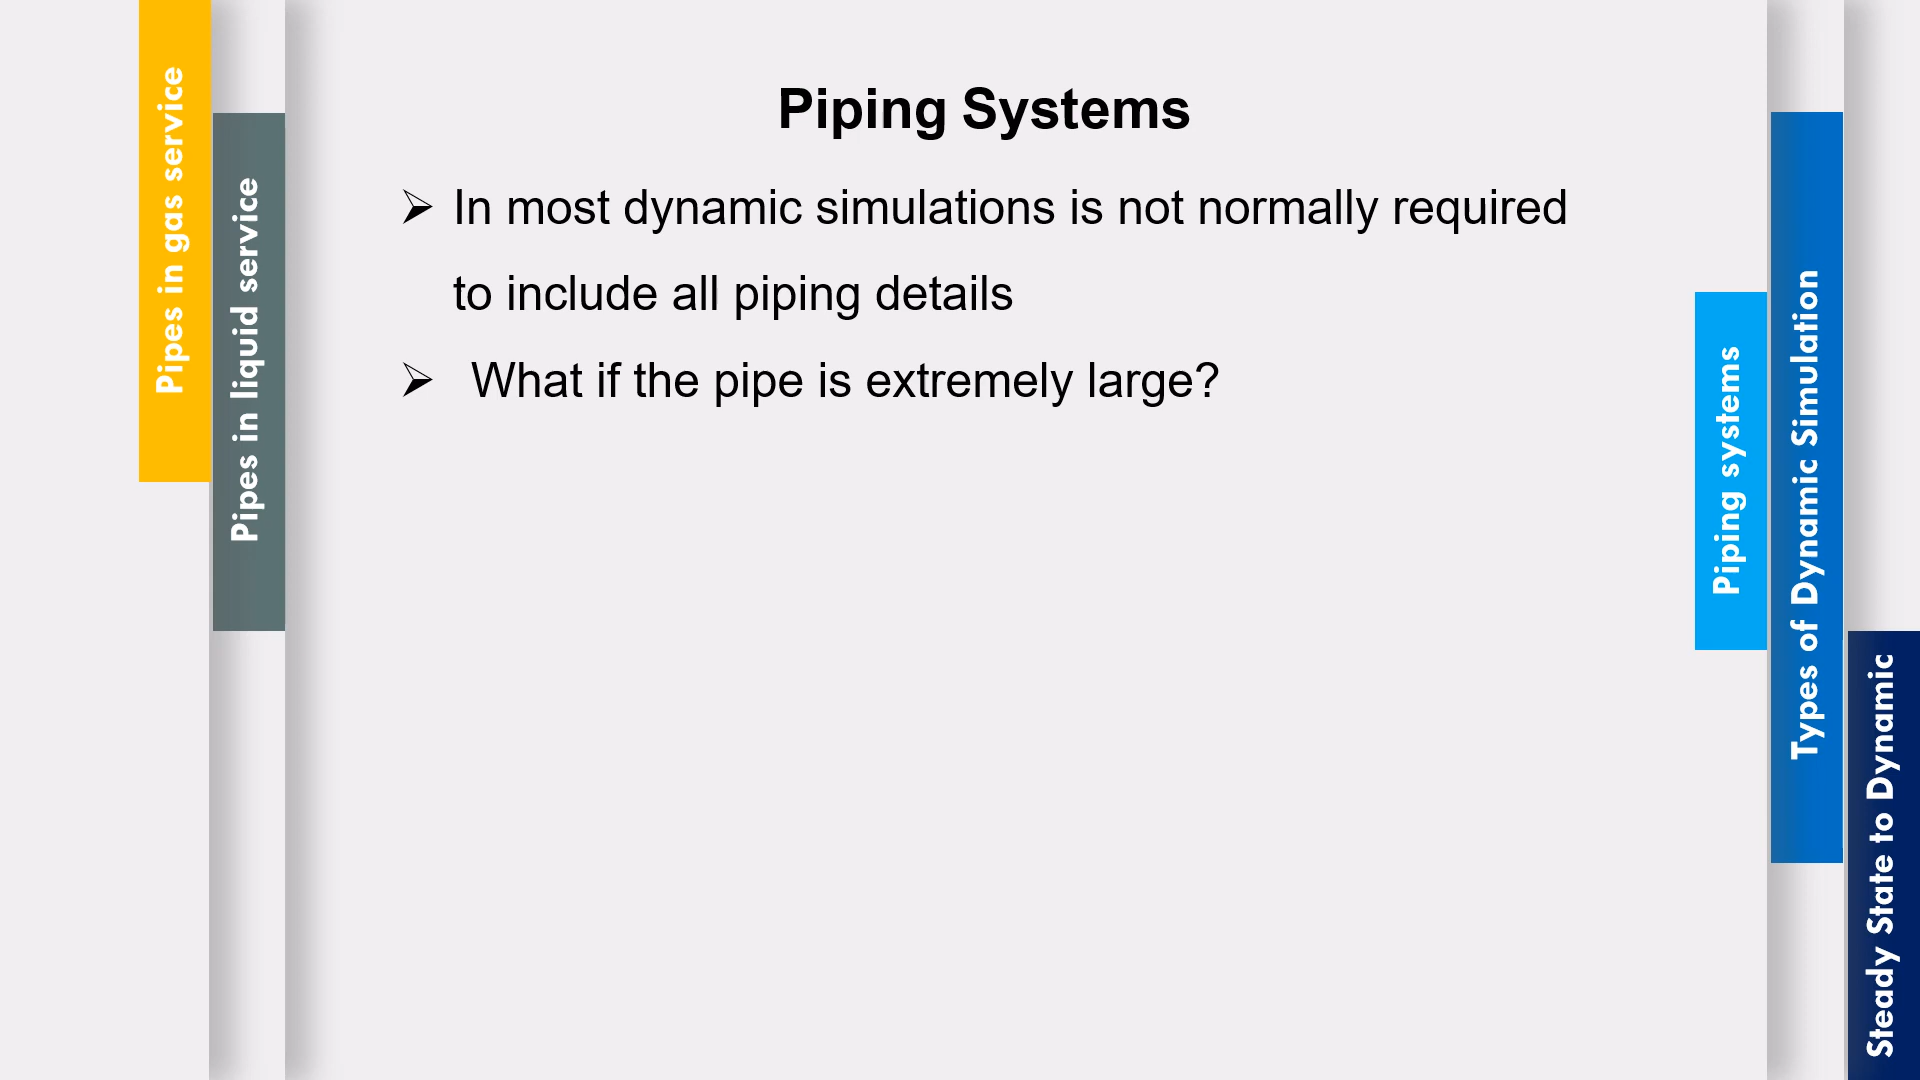 Pipes in gas service
Pipes in liquid service
Piping Systems
➢ In most dynamic simulations is not normally required
to include all piping details
➢ What if the pipe is extremely large?
Piping systems
Types of Dynamic Simulation
Steady State to Dynamic